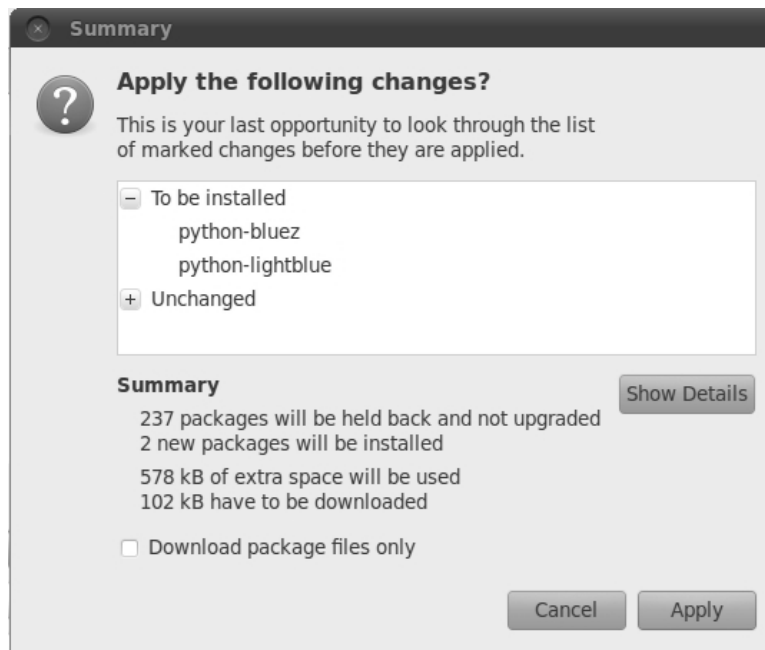 Summary
Apply the following changes?
This is your last opportunity to look through the list
of marked changes before they are applied.
To be installed
python-bluez
python-lightblue
Unchanged
Summary
Show Details
237 packages will be held back and not upgraded
2 new packages will be installed
578 kB of extra space will be used
102 kB have to be downloaded
Download package files only
Cancel
Apply